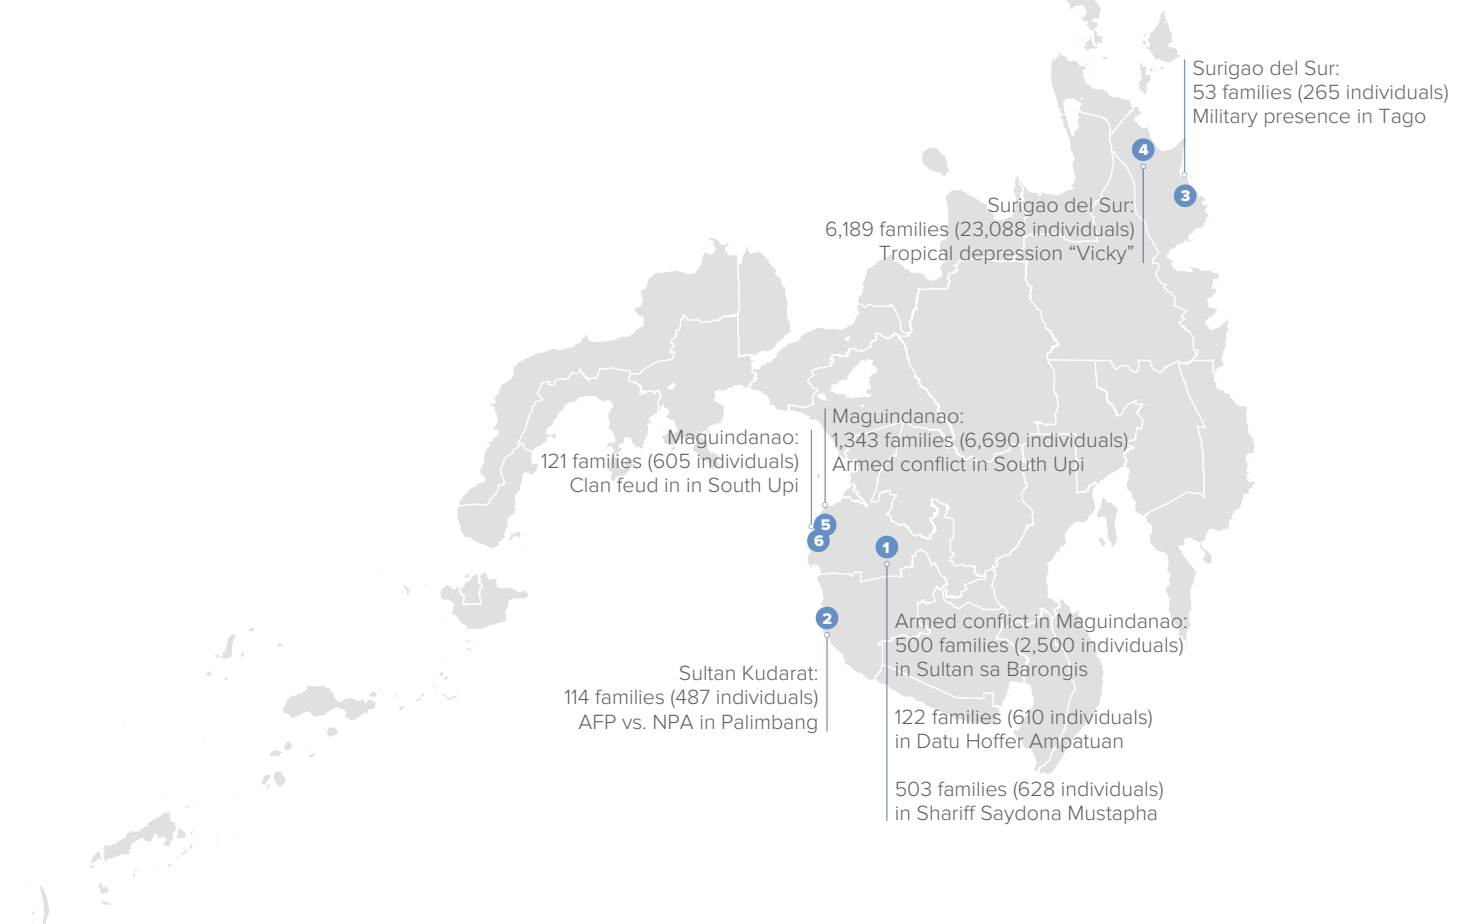 Surigao del Sur:
53 families (265 individuals)
Military presence in Tago
4
3
Surigao del Sur:
6,189 families (23,088 individuals)
Tropical depression “Vicky”
Maguindanao:
1,343 families (6,690 individuals)
Armed conflict in South Upi
Maguindanao:
121 families (605 individuals)
Clan feud in in South Upi
5
6
1
2
Armed conflict in Maguindanao:
500 families (2,500 individuals)
in Sultan sa Barongis
122 families (610 individuals)
in Datu Hoffer Ampatuan
503 families (628 individuals)
in Shariff Saydona Mustapha
Sultan Kudarat:
114 families (487 individuals)
AFP vs. NPA in Palimbang